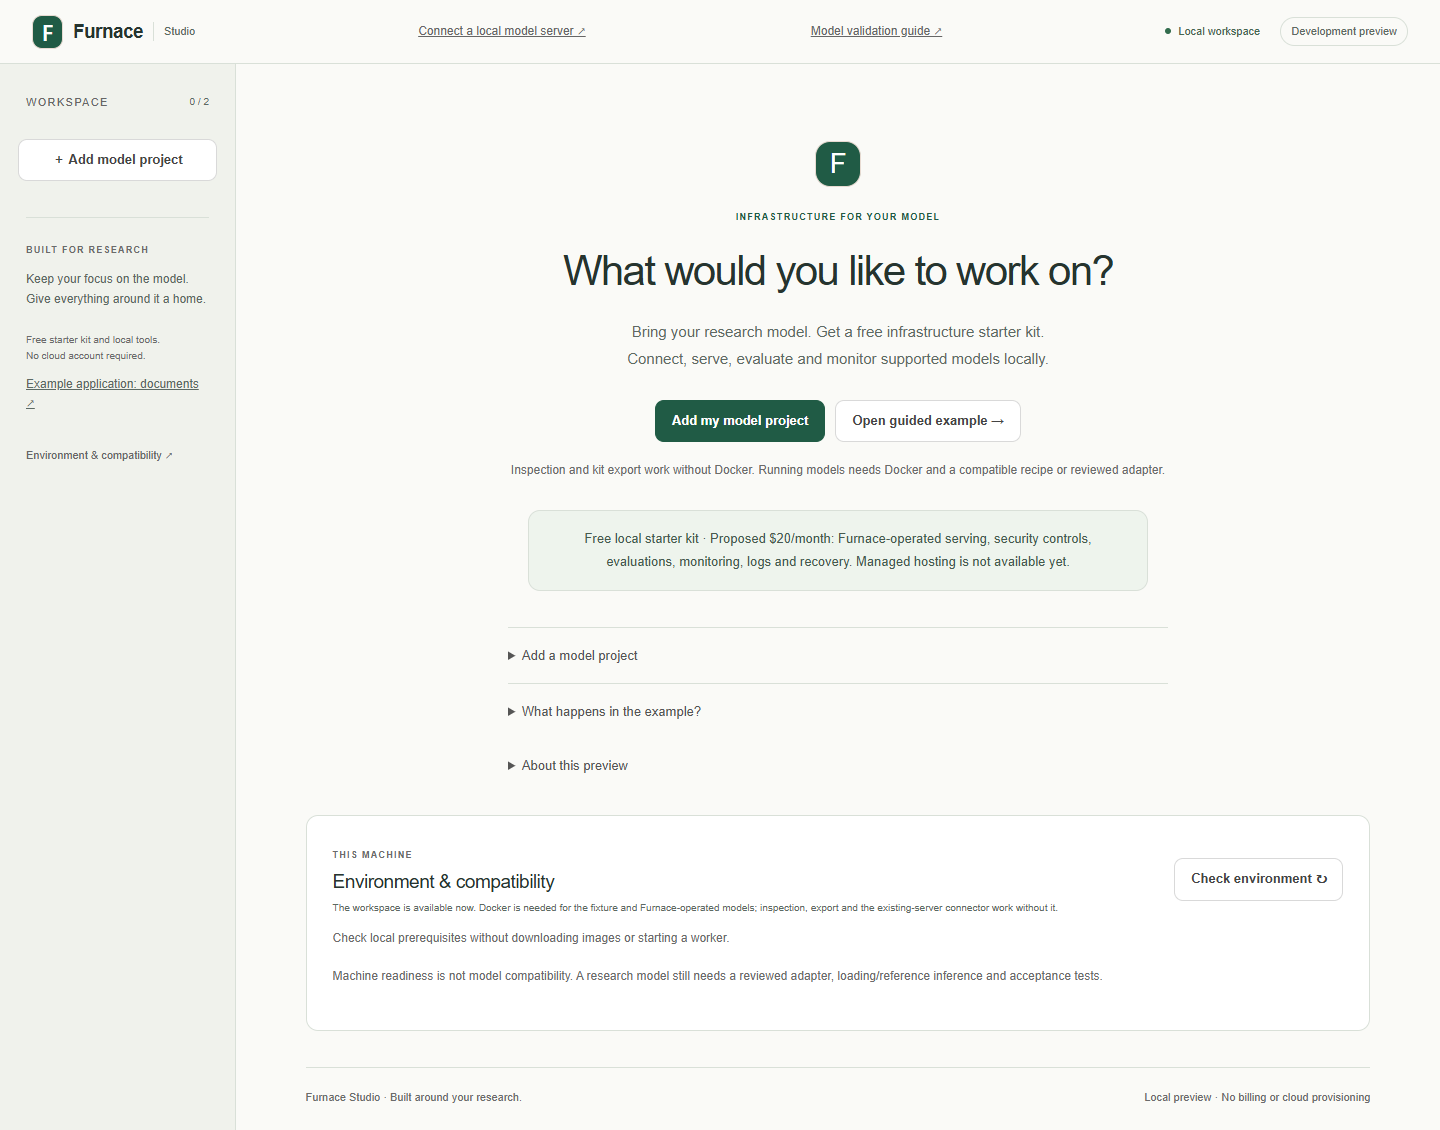 F Furnace Studio
Connect a local model server ↗
Model validation guide ↗
● Local workspace
Development preview
WORKSPACE 0 / 2
+ Add model project
BUILT FOR RESEARCH
Keep your focus on the model.
Give everything around it a home.
Free starter kit and local tools.
No cloud account required.
Example application: documents
↗
Environment & compatibility ↗
F
INFRASTRUCTURE FOR YOUR MODEL
What would you like to work on?
Bring your research model. Get a free infrastructure starter kit.
Connect, serve, evaluate and monitor supported models locally.
Add my model project
Open guided example →
Inspection and kit export work without Docker. Running models needs Docker and a compatible recipe or reviewed adapter.
Free local starter kit · Proposed $20/month: Furnace-operated serving, security controls,
evaluations, monitoring, logs and recovery. Managed hosting is not available yet.
▶ Add a model project
▶ What happens in the example?
▶ About this preview
THIS MACHINE
Environment & compatibility
Check environment ↻
The workspace is available now. Docker is needed for the fixture and Furnace-operated models; inspection, export and the existing-server connector work without it.
Check local prerequisites without downloading images or starting a worker.
Machine readiness is not model compatibility. A research model still needs a reviewed adapter, loading/reference inference and acceptance tests.
Furnace Studio · Built around your research.
Local preview · No billing or cloud provisioning